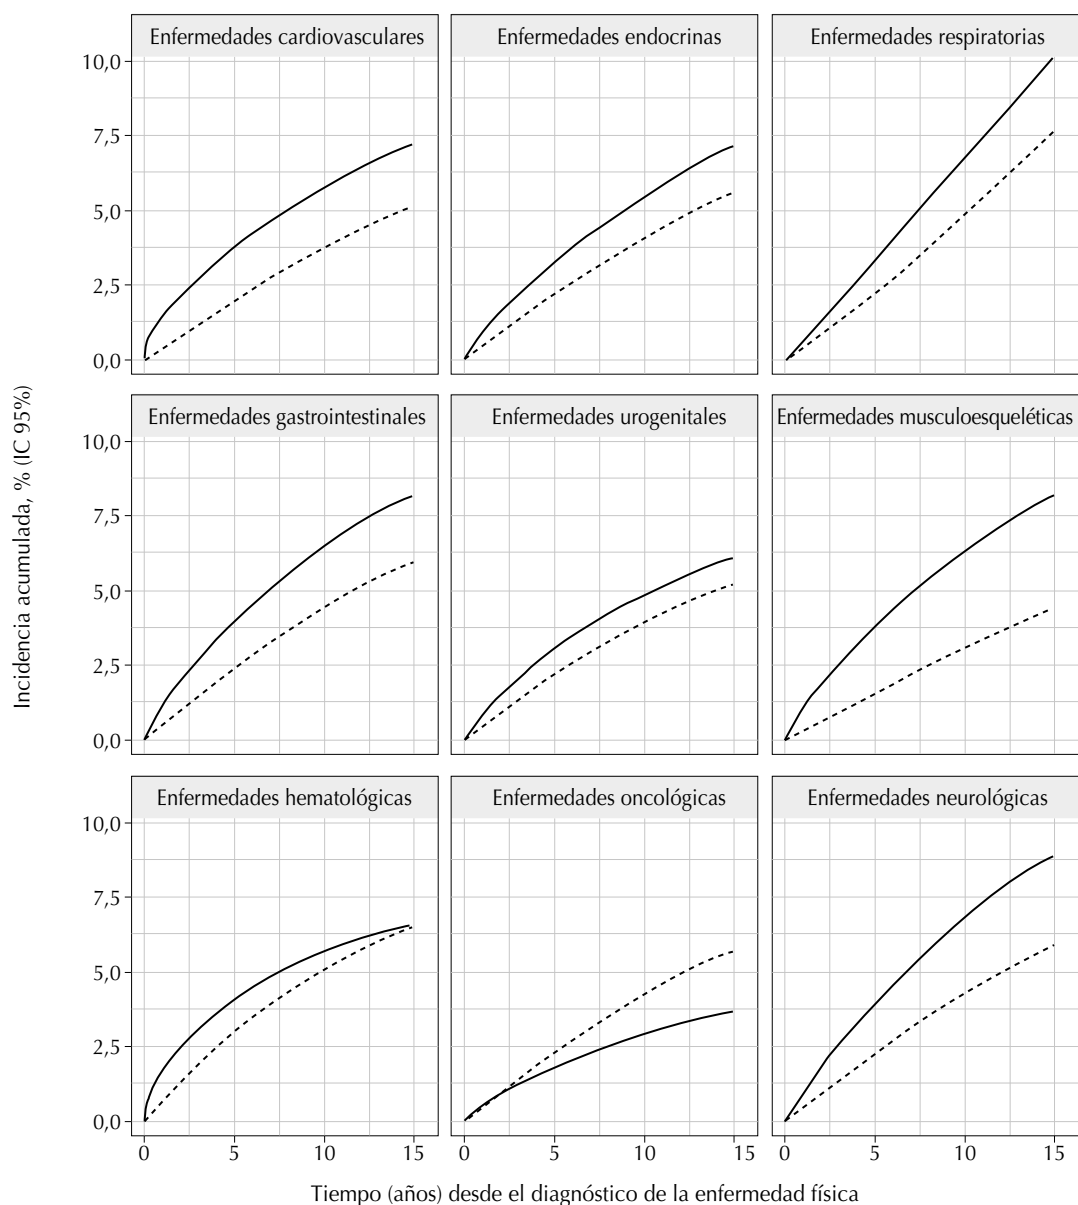 Enfermedades cardiovasculares
Enfermedades endocrinas
Enfermedades respiratorias
10,0
7,5
5,0
2,5
0,0
Incidencia acumulada, % (IC 95%)
Enfermedades gastrointestinales
Enfermedades urogenitales
Enfermedades musculoesqueléticas
10,0
7,5
5,0
2,5
0,0
Enfermedades hematológicas
Enfermedades oncológicas
Enfermedades neurológicas
10,0
7,5
5,0
2,5
0,0
0 5 10 15 0 5 10 15 0 5 10 15
Tiempo (años) desde el diagnóstico de la enfermedad física